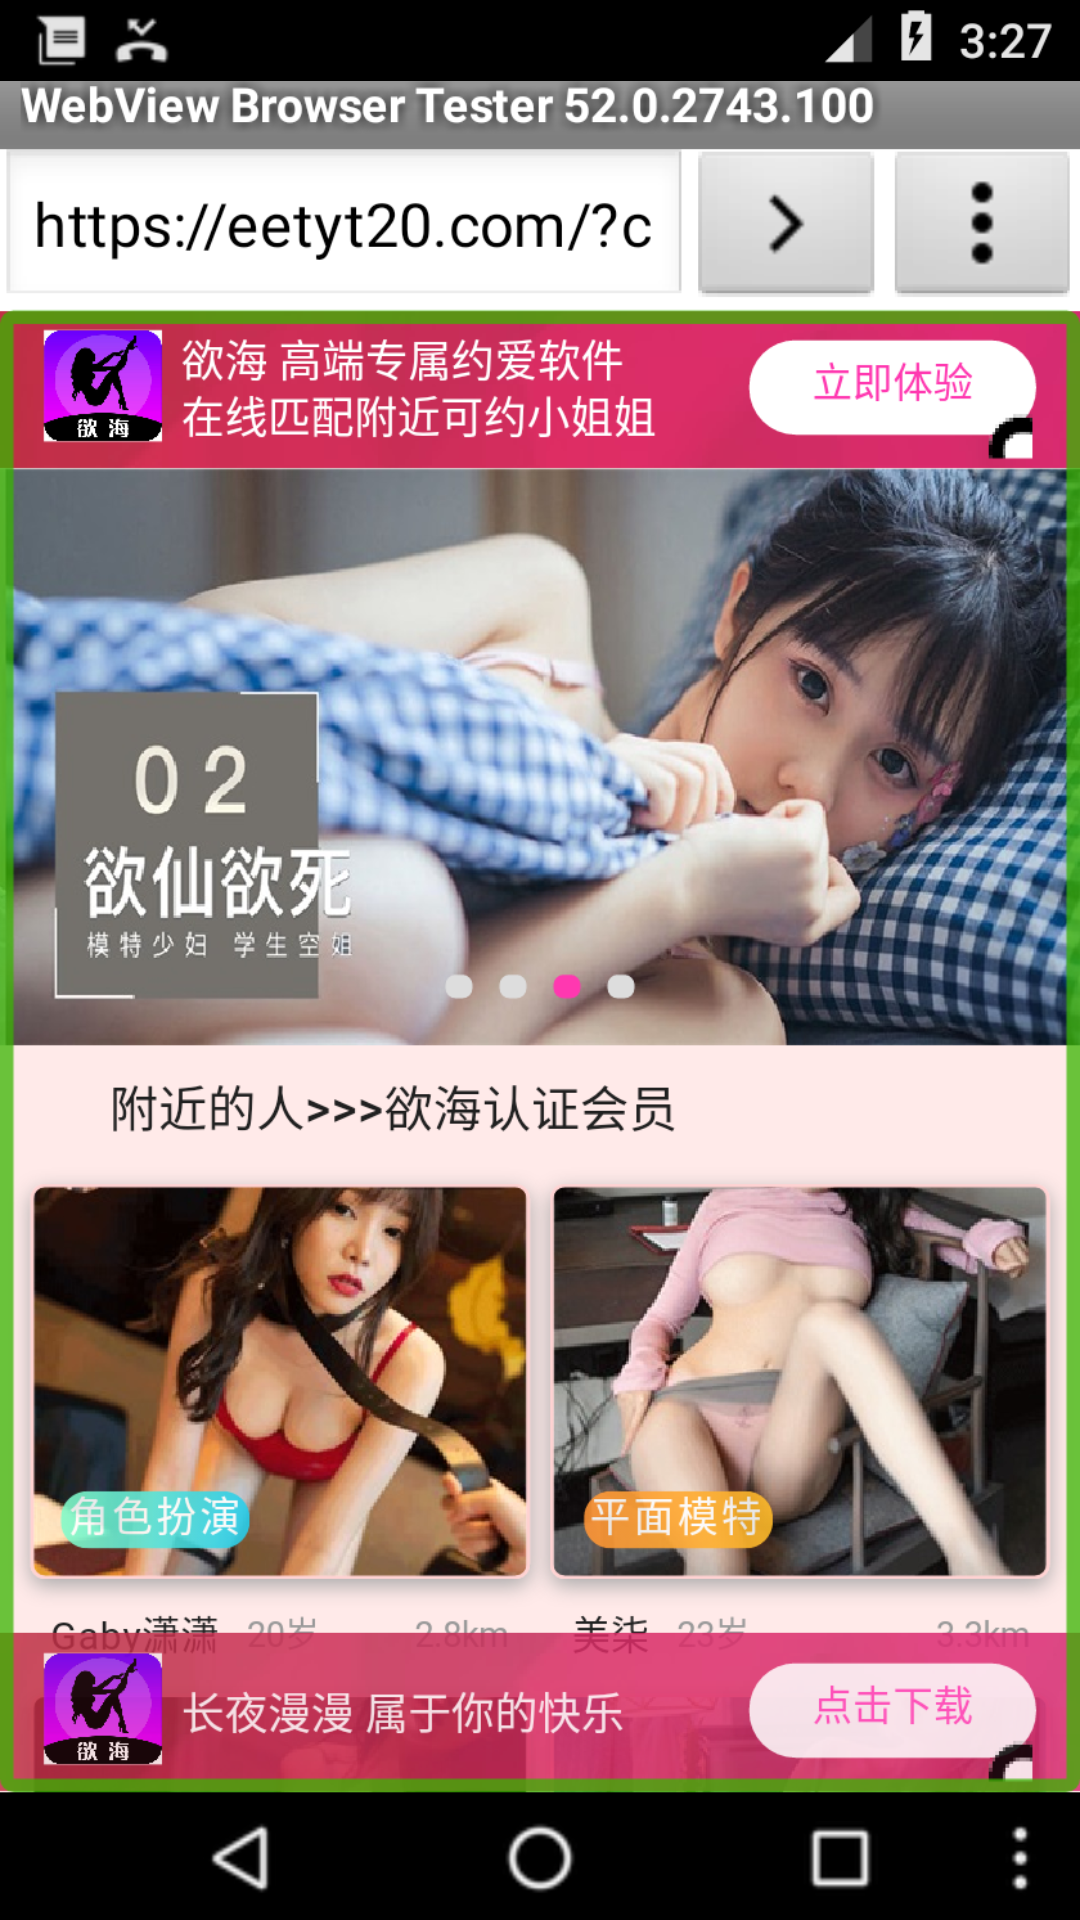 3:27
WebView Browser Tester 52.0.2743.100
https://eetyt20.com/?c
欲海 高端专属约爱软件
在线匹配附近可约小姐姐
立即体验
欲海
02
欲仙欲死
模特少妇 学生空姐
附近的人>>>欲海认证会员
角色扮演
平面模特
Gaby潇潇 20岁 2.8km
美柒 23岁 3.3km
长夜漫漫 属于你的快乐
点击下载
欲海